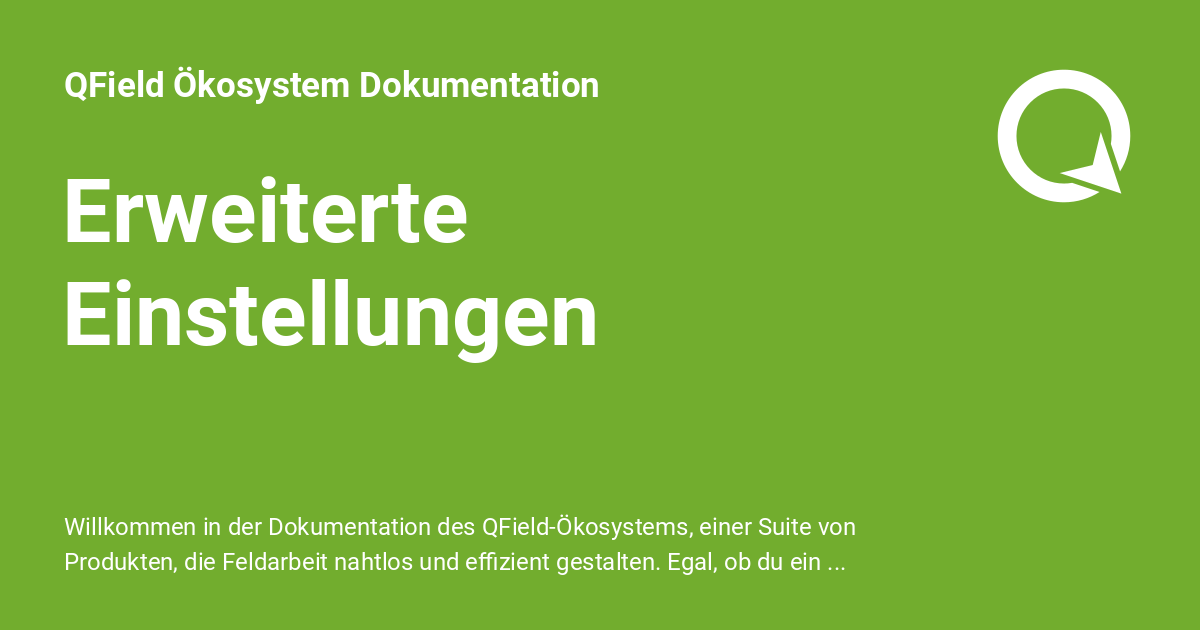 QField Ökosystem Dokumentation
Erweiterte
Einstellungen
Willkommen in der Dokumentation des QField-Ökosystems, einer Suite von
Produkten, die Feldarbeit nahtlos und effizient gestalten. Egal, ob du ein ...